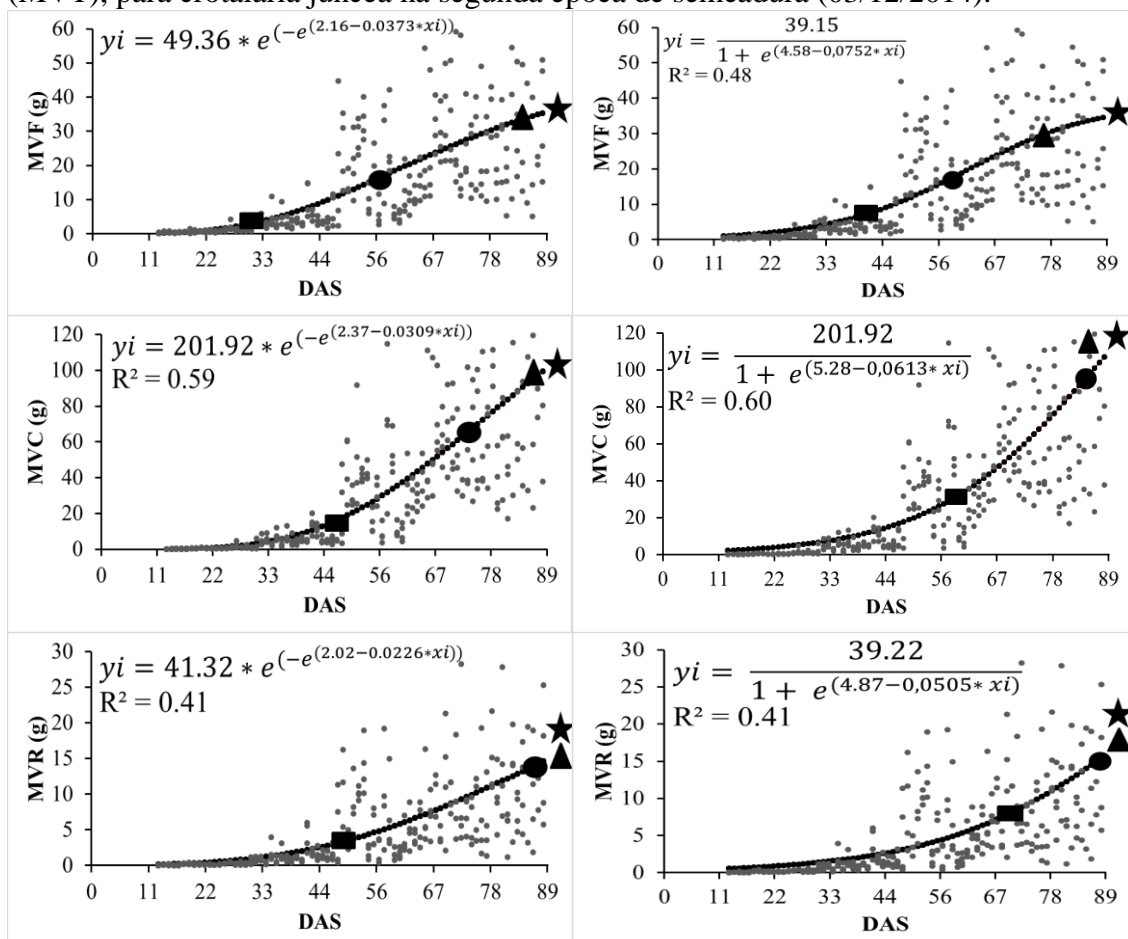 (MVT), para crotalária juncea na segunda época de semeadura (03/12/2014).
yi = 49.36 * e^(−e^(2.16−0.0373*xi))
MVF (g)
60
50
40
30
20
10
0
0 11 22 33 44 56 67 78 89
DAS
yi = 39.15 / (1 + e^(4.58−0.0752* xi))
R² = 0.48
MVF (g)
60
50
40
30
20
10
0
0 11 22 33 44 56 67 78 89
DAS
yi = 201.92 * e^(−e^(2.37−0.0309*xi))
R² = 0.59
MVC (g)
120
100
80
60
40
20
0
0 11 22 33 44 56 67 78 89
DAS
yi = 201.92 / (1 + e^(5.28−0,0613* xi))
R² = 0.60
MVC (g)
120
100
80
60
40
20
0
0 11 22 33 44 56 67 78 89
DAS
yi = 41.32 * e^(−e^(2.02−0.0226*xi))
R² = 0.41
MVR (g)
30
25
20
15
10
5
0
0 11 22 33 44 56 67 78 89
DAS
yi = 39.22 / (1 + e^(4.87−0,0505* xi))
R² = 0.41
MVR (g)
30
25
20
15
10
5
0
0 11 22 33 44 56 67 78 89
DAS